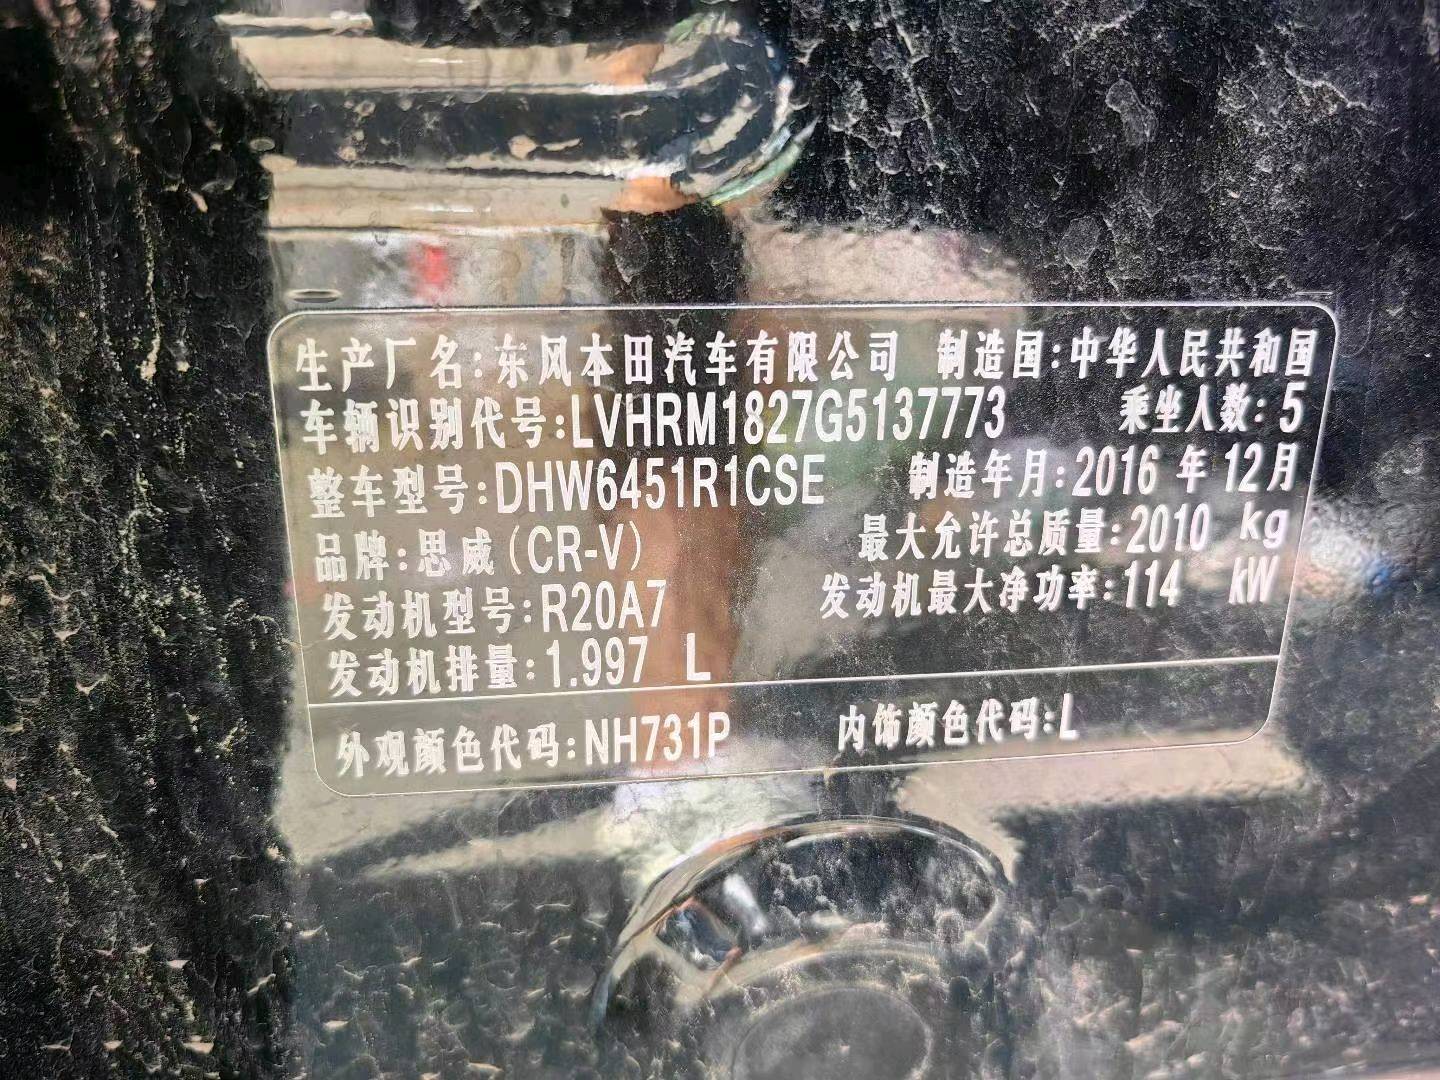 生产厂名:东风本田汽车有限公司 制造国:中华人民共和国
车辆识别代号:LVHRM1827G5137773 乘坐人数:5
整车型号:DHW6451R1CSE 制造年月:2016 年 12月
品牌:思威(CR-V) 最大允许总质量:2010 kg
发动机型号:R20A7 发动机最大净功率:114 kW
发动机排量:1.997 L
外观颜色代码:NH731P 内饰颜色代码:L